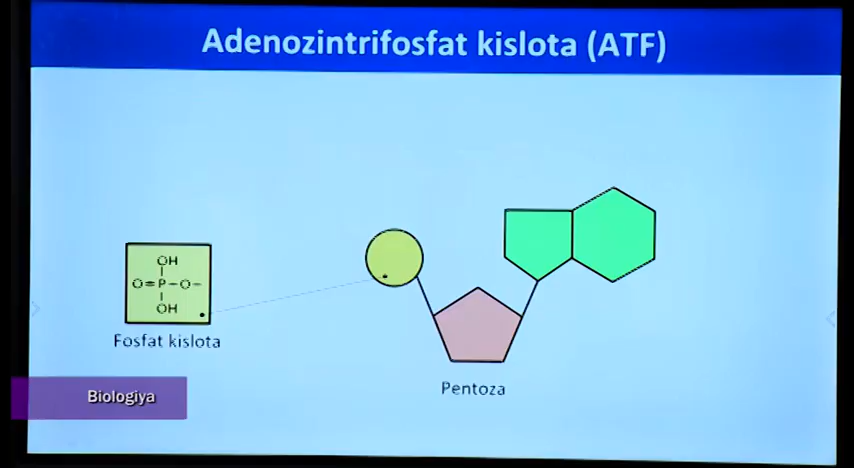 Adenozintrifosfat kislota (ATF)
OH
O=P-O-
OH
Fosfat kislota
Pentoza
Biologiya